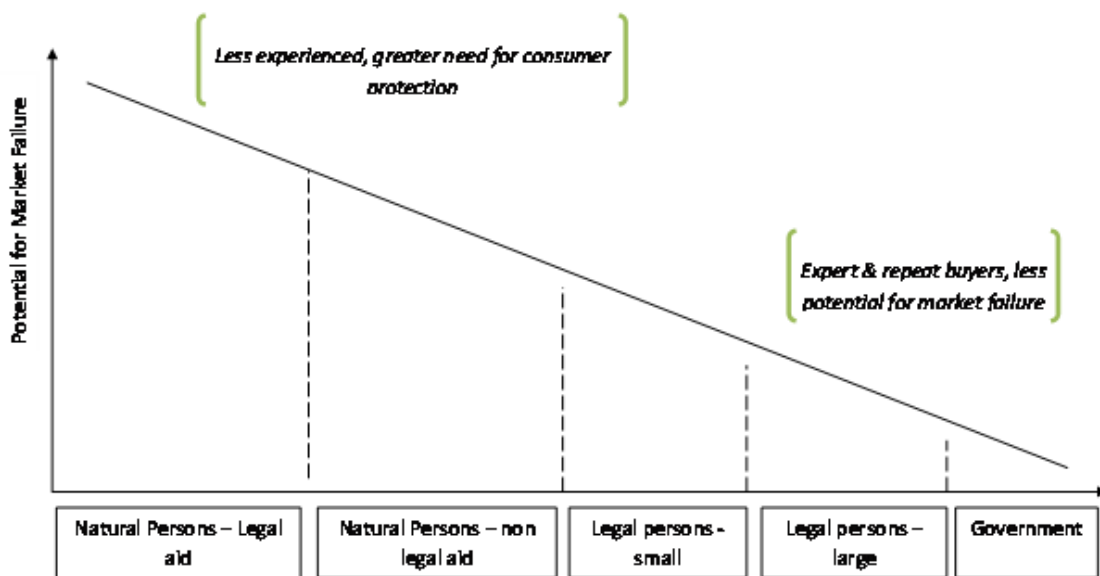 Less experienced, greater need for consumer
protection
Potential for Market Failure
Expert & repeat buyers, less
potential for market failure
Natural Persons – Legal
aid
Natural Persons – non
legal aid
Legal persons -
small
Legal persons –
large
Government